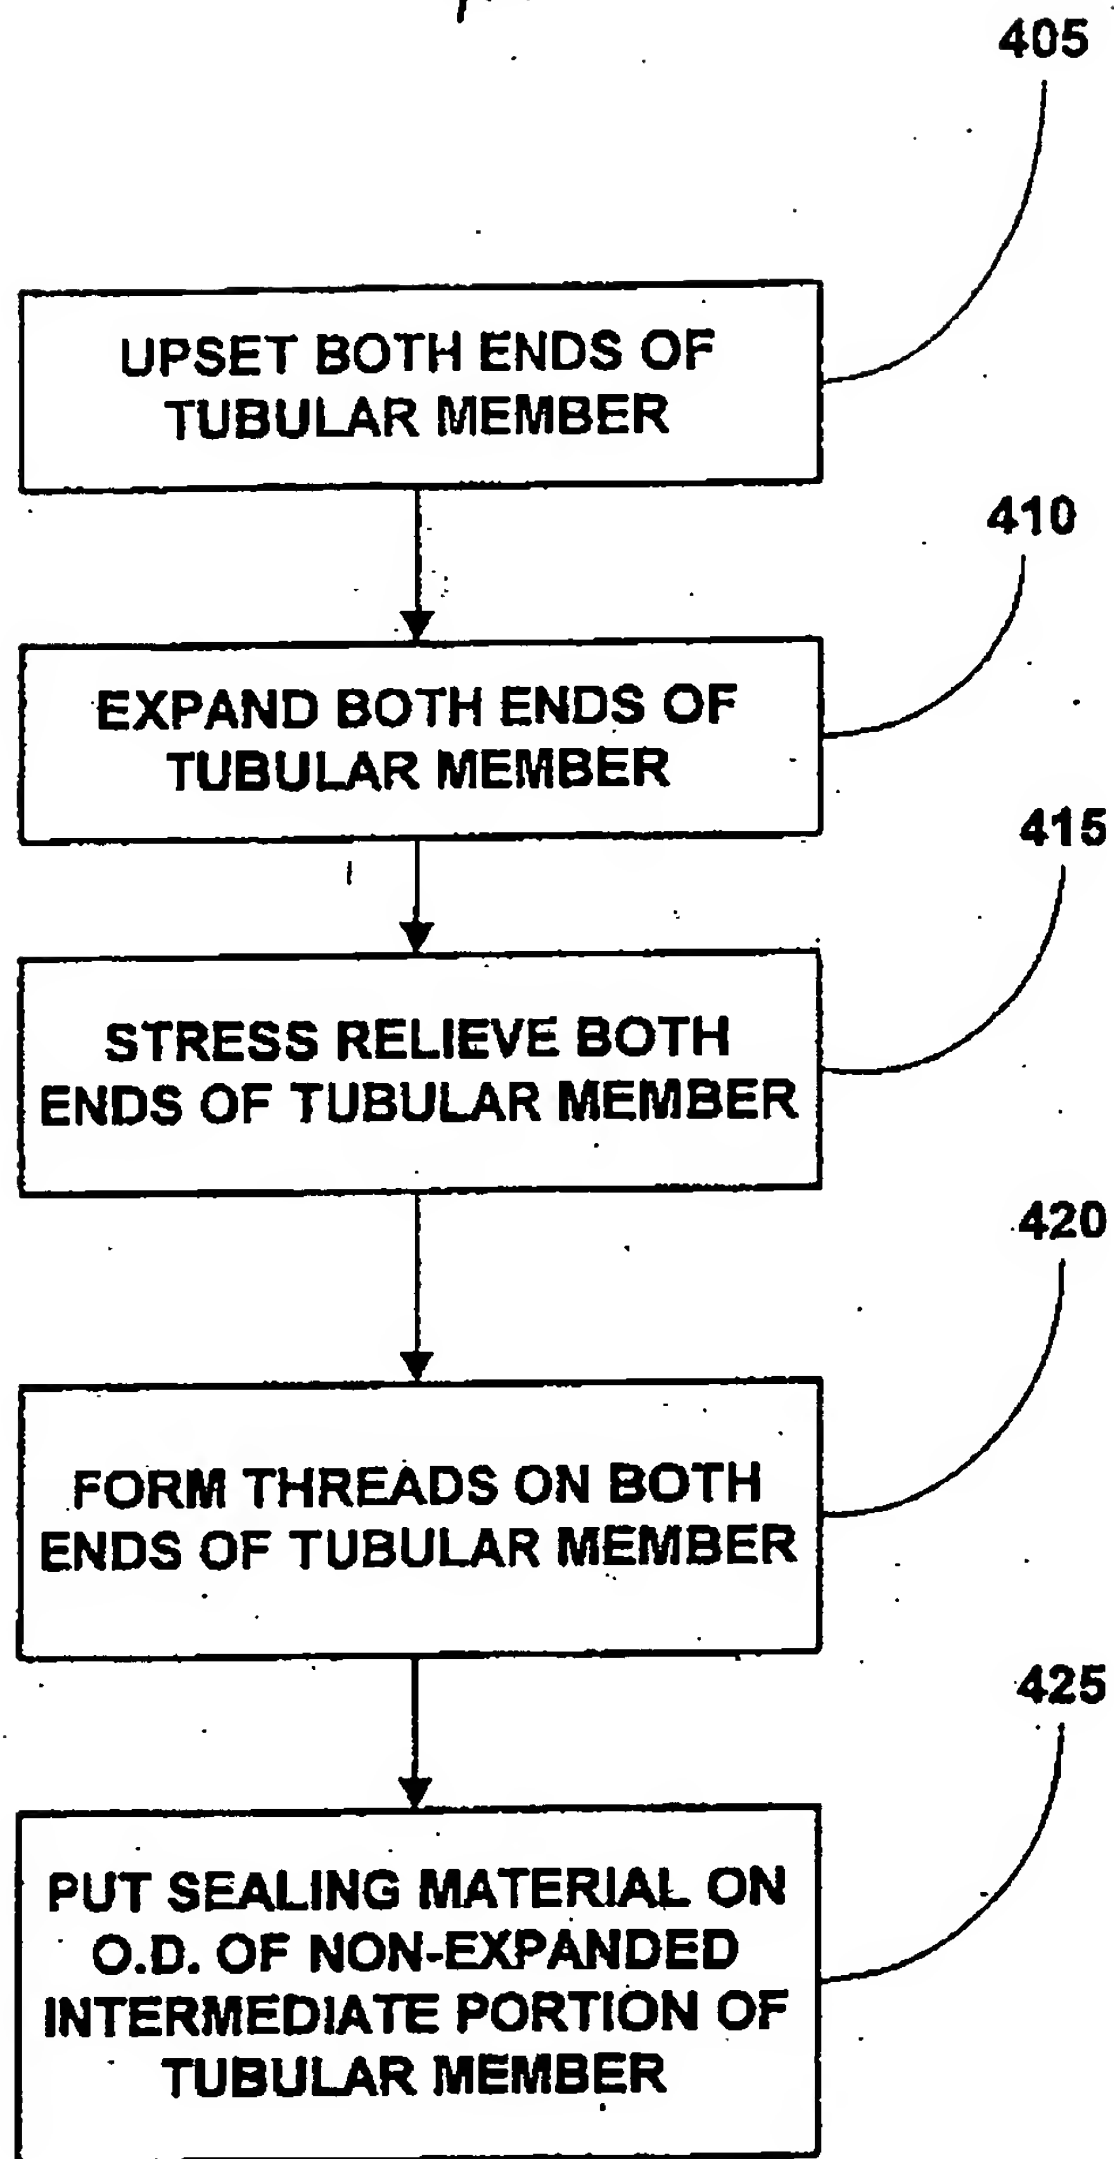 405
UPSET BOTH ENDS OF
TUBULAR MEMBER
410
EXPAND BOTH ENDS OF
TUBULAR MEMBER
415
STRESS RELIEVE BOTH
ENDS OF TUBULAR MEMBER
420
FORM THREADS ON BOTH
ENDS OF TUBULAR MEMBER
425
PUT SEALING MATERIAL ON
O.D. OF NON-EXPANDED
INTERMEDIATE PORTION OF
TUBULAR MEMBER